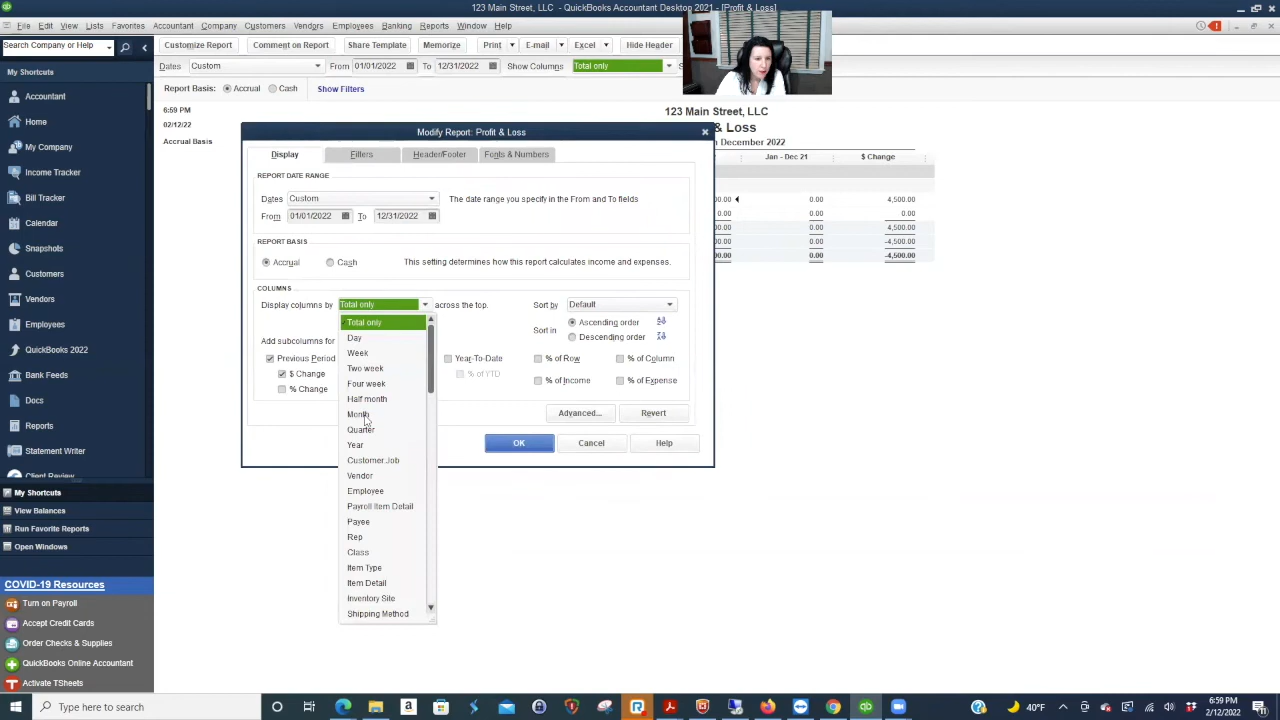 123 Main Street, LLC - QuickBooks Accountant Desktop 2021 - [Profit & Loss]
Lists
Favorites
Accountant
Company
Customers
Vendors
Employees
Banking
Reports
Window
Help
Search Company or Help
Customize Report
Comment on Report
Share Template
Memorize
Print
E-mail
Excel
Hide Header
Dates
Custom
From
01/01/2022
To
12/31/2022
Show Columns
Total only
Report Basis:
Accrual
Cash
Show Filters
My Shortcuts
Accountant
Home
My Company
Income Tracker
Bill Tracker
Calendar
Snapshots
Customers
Vendors
Employees
QuickBooks 2022
Bank Feeds
Docs
Reports
Statement Writer
Client Review
My Shortcuts
View Balances
Run Favorite Reports
Open Windows
COVID-19 Resources
Turn on Payroll
Accept Credit Cards
Order Checks & Supplies
QuickBooks Online Accountant
Activate TSheets
6:59 PM
02/12/22
Accrual Basis
123 Main Street, LLC
& Loss
December 2022
Jan - Dec 21
$ Change
0.00
4,500.00
0.00
0.00
0.00
4,500.00
0.00
-4,500.00
0.00
-4,500.00
Modify Report: Profit & Loss
Display
Filters
Header/Footer
Fonts & Numbers
REPORT DATE RANGE
Dates
Custom
The date range you specify in the From and To fields
From
01/01/2022
To
12/31/2022
REPORT BASIS
Accrual
Cash
This setting determines how this report calculates income and expenses.
COLUMNS
Display columns by
Total only
across the top.
Sort by
Default
Sort in
Ascending order
Descending order
Add subcolumns for
Previous Period
$ Change
% Change
Year-To-Date
% of YTD
% of Row
% of Column
% of Income
% of Expense
Advanced...
Revert
OK
Cancel
Help
Total only
Day
Week
Two week
Four week
Half month
Month
Quarter
Year
Customer:Job
Vendor
Employee
Payroll Item Detail
Payee
Rep
Class
Item Type
Item Detail
Inventory Site
Shipping Method
Type here to search
40°F
6:59 PM
2/12/2022